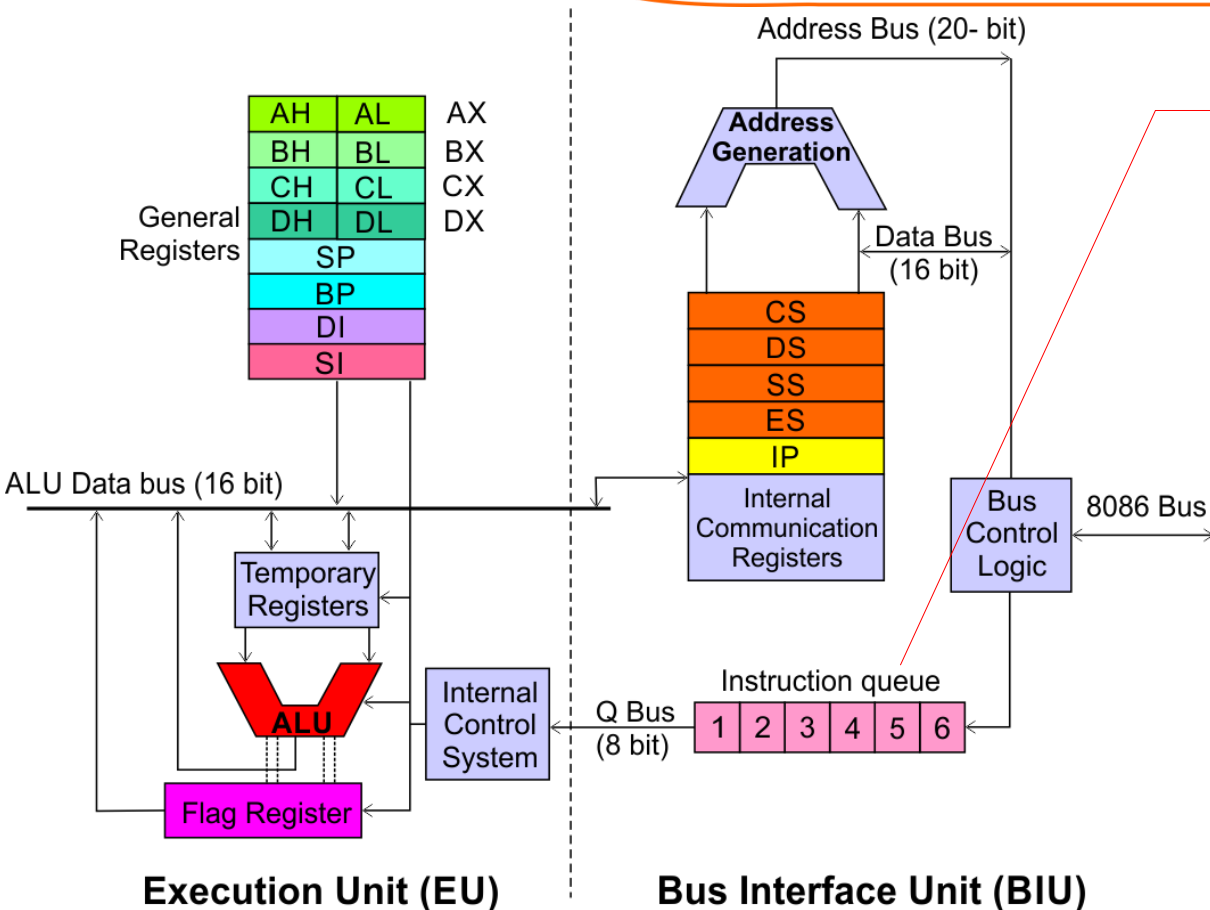 Address Bus (20- bit)
AH AL AX
BH BL BX
CH CL CX
DH DL DX
General
Registers
SP
BP
DI
SI
Address
Generation
Data Bus
(16 bit)
CS
DS
SS
ES
IP
Internal
Communication
Registers
ALU Data bus (16 bit)
Bus
Control
Logic
8086 Bus
Temporary
Registers
ALU
Internal
Control
System
Q Bus
(8 bit)
Instruction queue
1 2 3 4 5 6
Flag Register
Execution Unit (EU)
Bus Interface Unit (BIU)